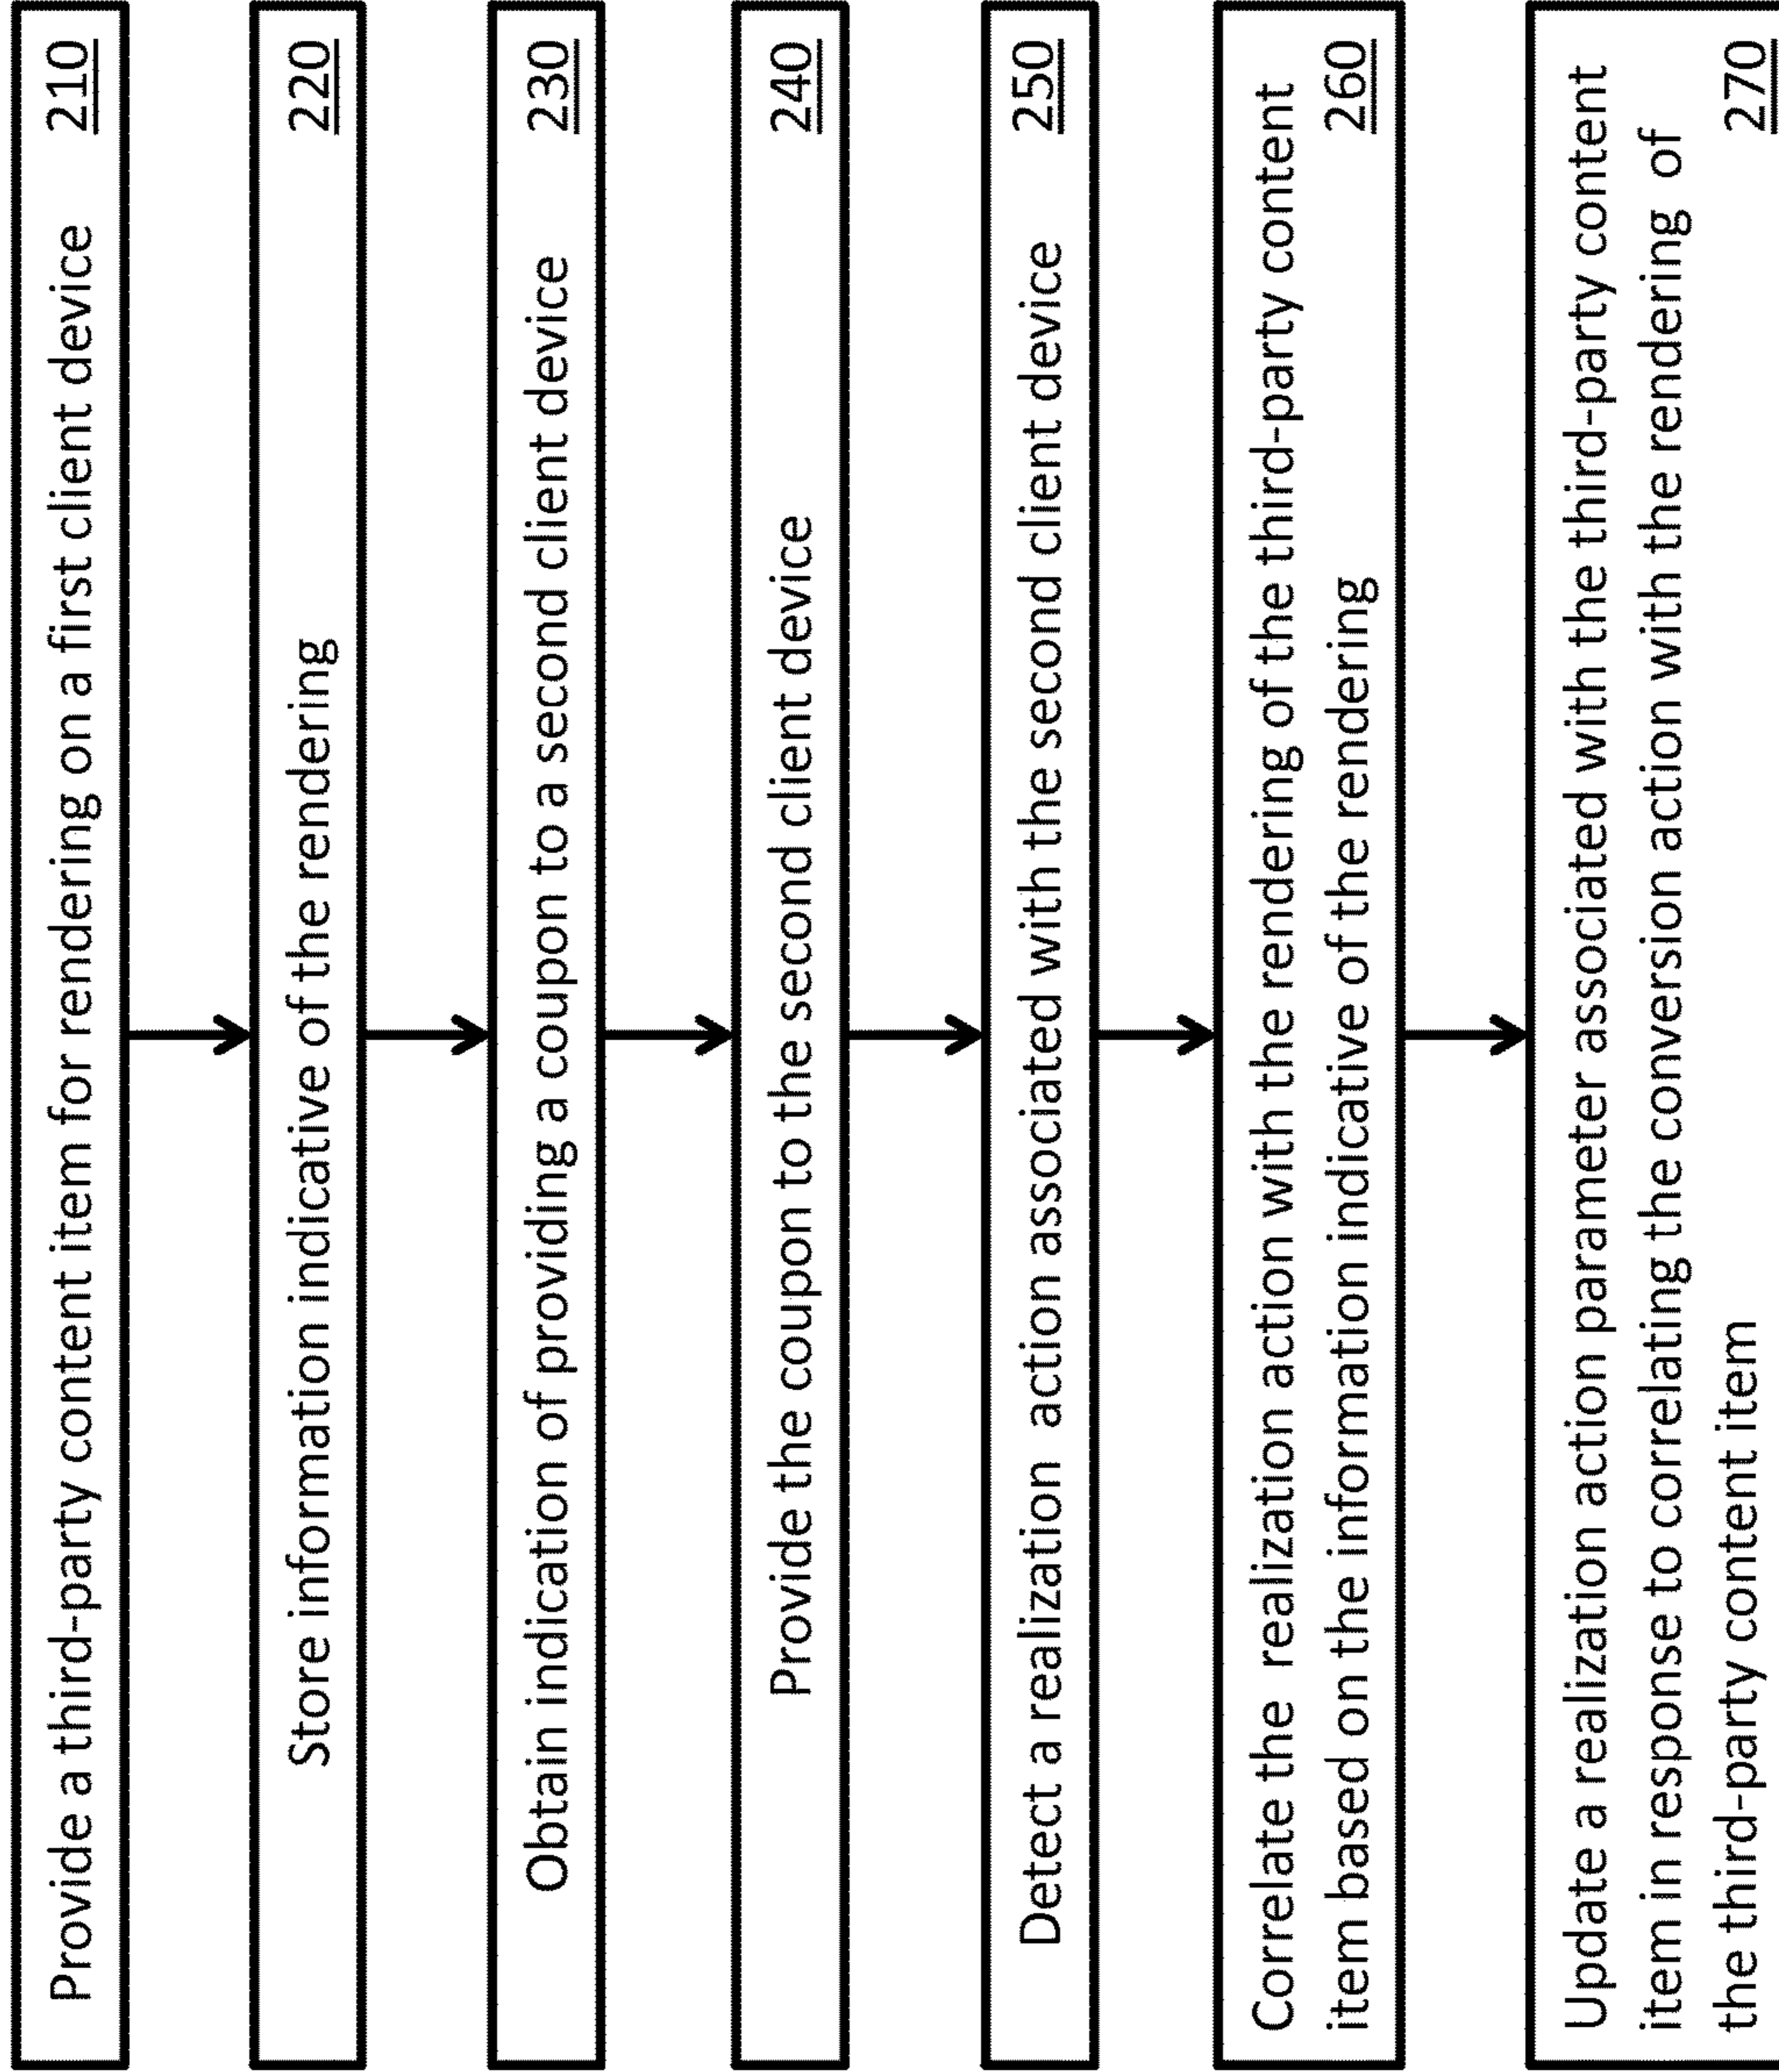 Provide a third-party content item for rendering on a first client device 210
Store information indicative of the rendering 220
Obtain indication of providing a coupon to a second client device 230
Provide the coupon to the second client device 240
Detect a realization action associated with the second client device 250
Correlate the realization action with the rendering of the third-party content
item based on the information indicative of the rendering 260
Update a realization action parameter associated with the third-party content
item in response to correlating the conversion action with the rendering of
the third-party content item 270